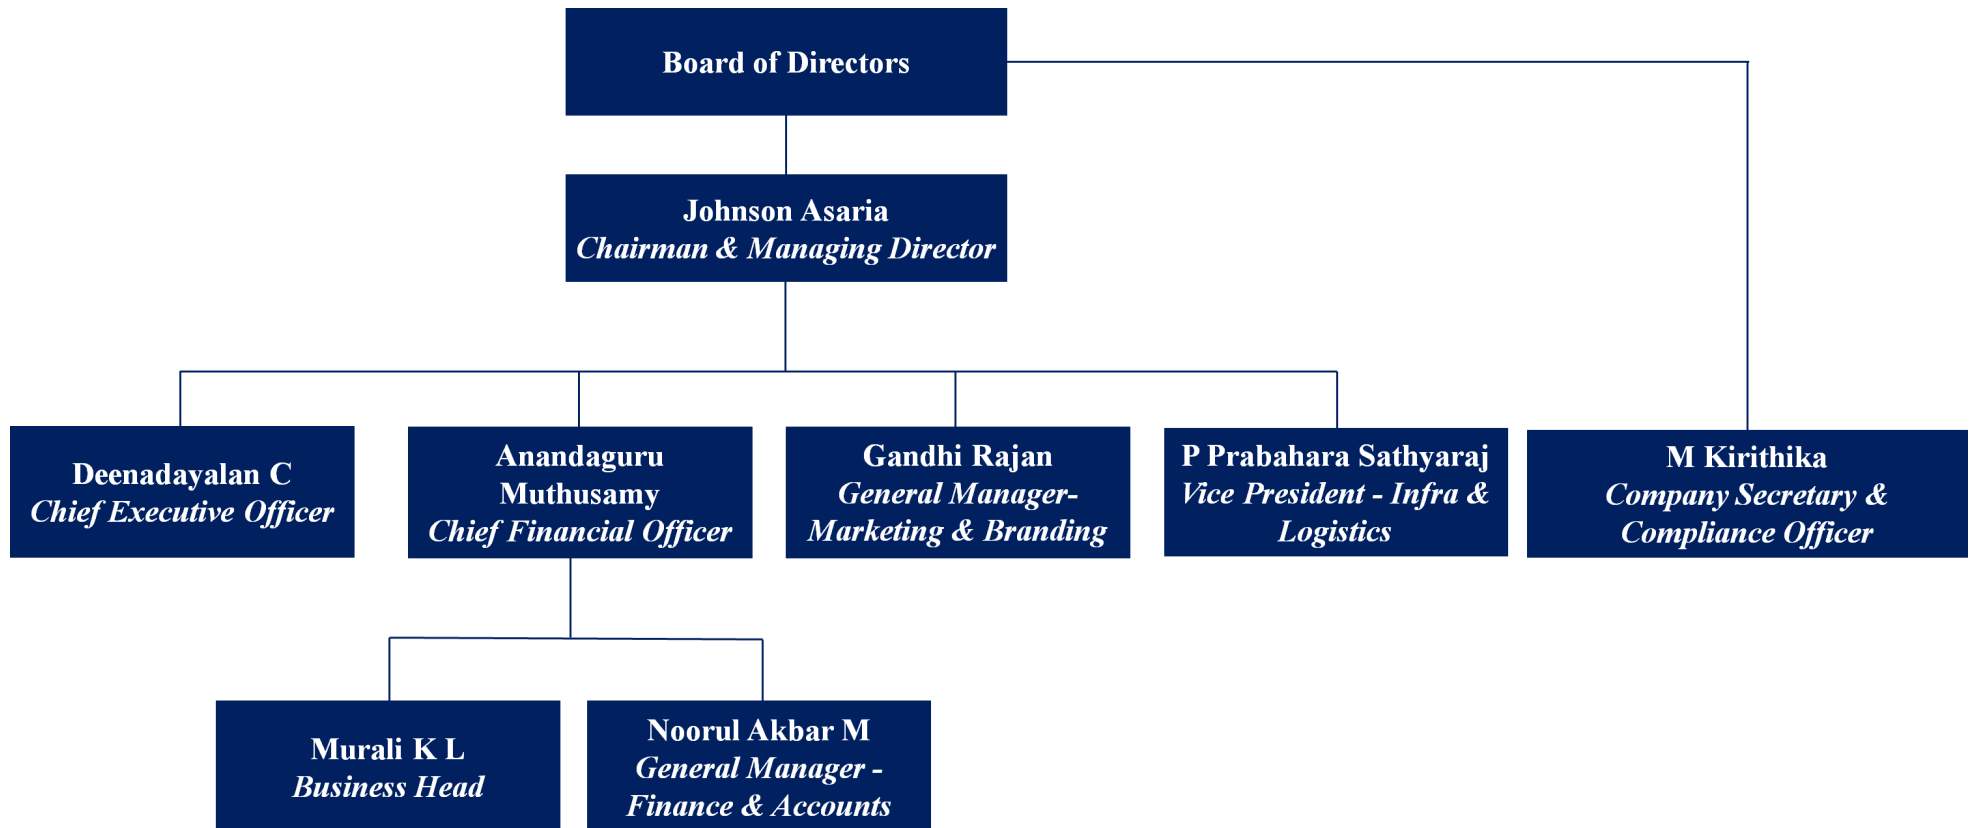 Board of Directors
Johnson Asaria
Chairman & Managing Director
Deenadayalan C
Chief Executive Officer
Anandaguru
Muthusamy
Chief Financial Officer
Gandhi Rajan
General Manager-
Marketing & Branding
P Prabahara Sathyaraj
Vice President - Infra &
Logistics
M Kirithika
Company Secretary &
Compliance Officer
Murali K L
Business Head
Noorul Akbar M
General Manager -
Finance & Accounts